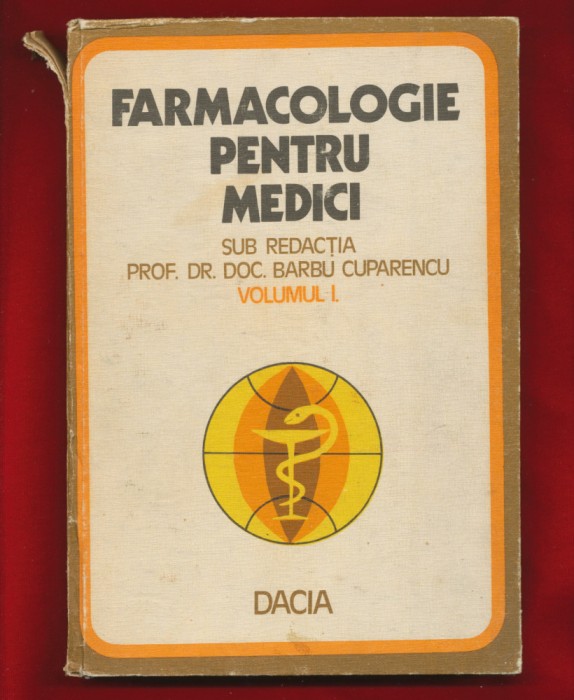 FARMACOLOGIE
PENTRU
MEDICI
SUB REDACȚIA
PROF. DR. DOC. BARBU CUPARENCU
VOLUMUL I.
DACIA